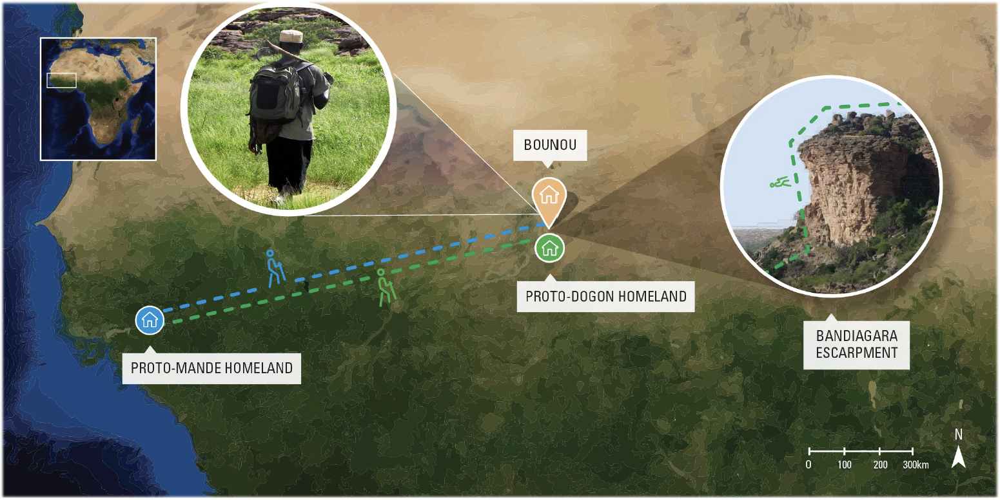 BOUNOU
PROTO-DOGON HOMELAND
PROTO-MANDE HOMELAND
BANDIAGARA
ESCARPMENT
N
0 100 200 300km